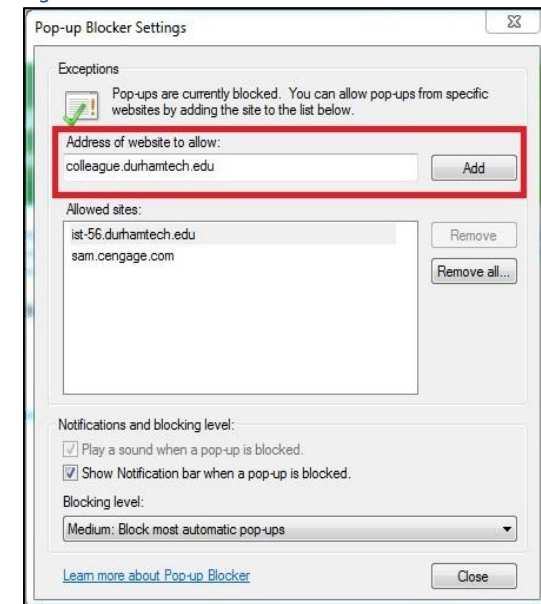 Pop-up Blocker Settings
Exceptions
Pop-ups are currently blocked. You can allow pop-ups from specific
websites by adding the site to the list below.
Address of website to allow:
colleague.durhamtech.edu
Add
Allowed sites:
ist-56.durhamtech.edu
sam.cengage.com
Remove
Remove all...
Notifications and blocking level:
Play a sound when a pop-up is blocked.
Show Notification bar when a pop-up is blocked.
Blocking level:
Medium: Block most automatic pop-ups
Learn more about Pop-up Blocker
Close